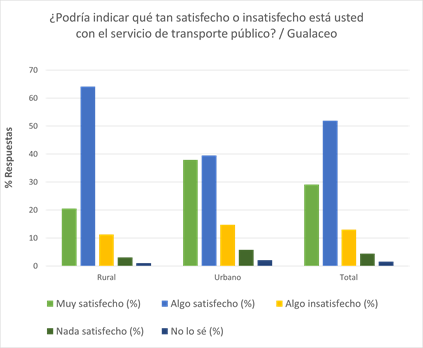 ¿Podría indicar qué tan satisfecho o insatisfecho está usted
con el servicio de transporte público? / Gualaceo
% Respuestas
70
60
50
40
30
20
10
0
Rural
Urbano
Total
Muy satisfecho (%)
Algo satisfecho (%)
Algo insatisfecho (%)
Nada satisfecho (%)
No lo sé (%)